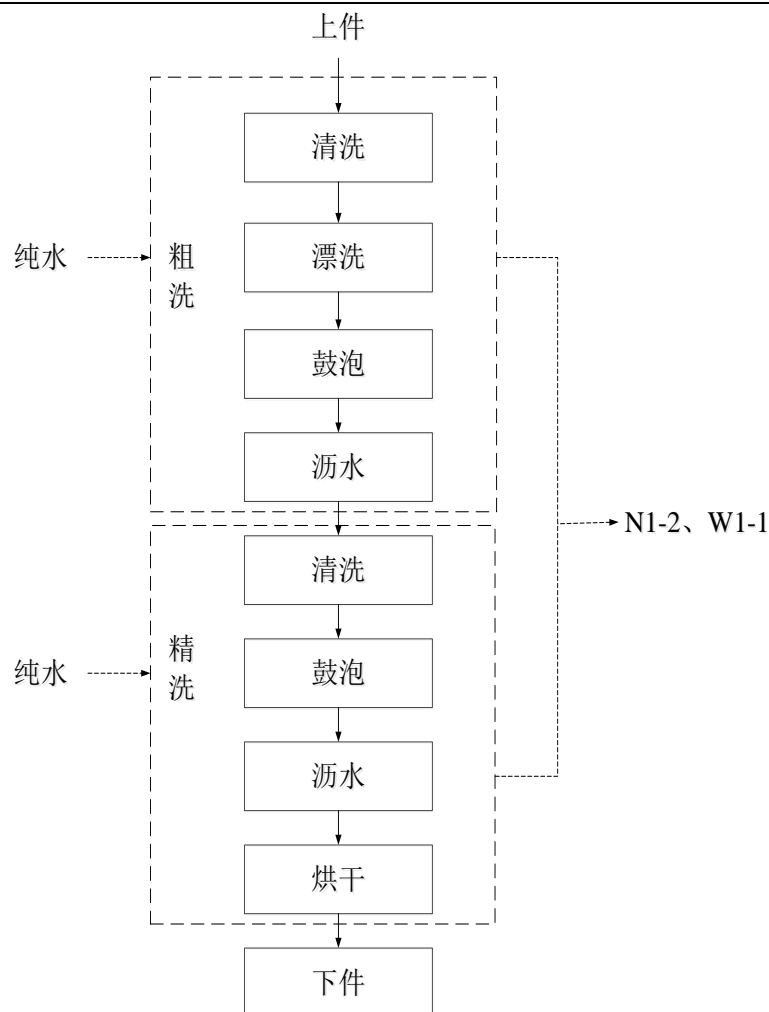 上件
清洗
纯水
粗洗
漂洗
鼓泡
沥水
N1-2、W1-1
清洗
纯水
精洗
鼓泡
沥水
烘干
下件